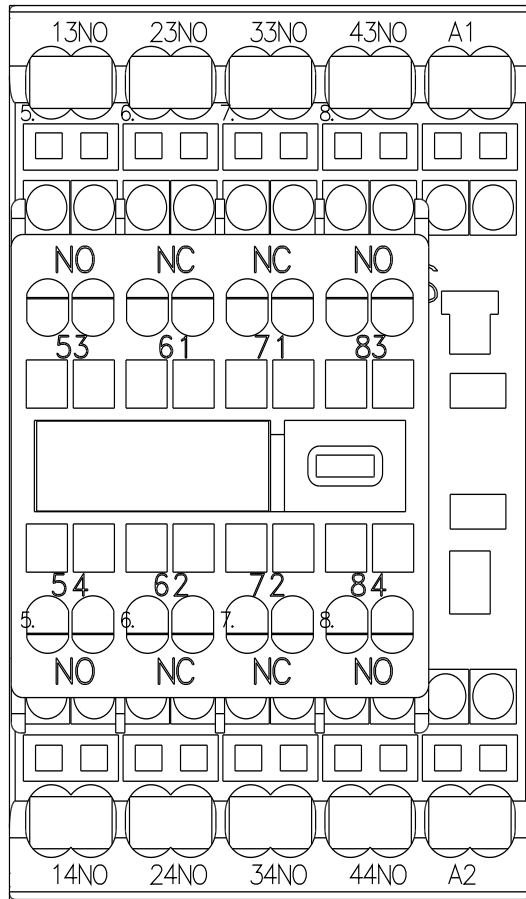 13NO 23NO 33NO 43NO A1
5. 6. 7. 8.
NO NC NC NO
53 61 71 83
54 62 72 84
5. 6. 7. 8.
NO NC NC NO
14NO 24NO 34NO 44NO A2